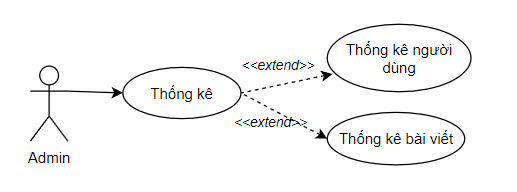 Thống kê người
dùng
<<extend>>
Thống kê
<<extend>>
Thống kê bài viết
Admin